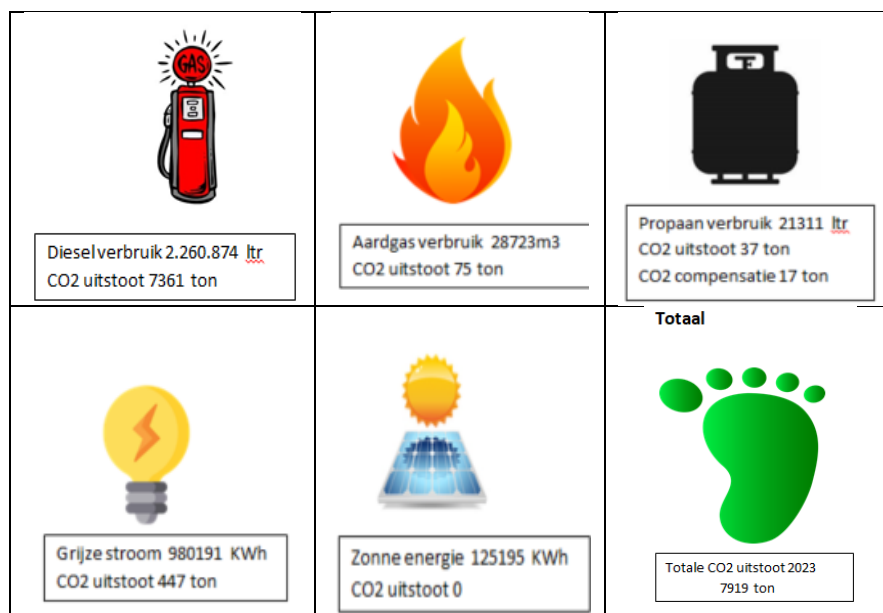 GAS
Diesel verbruik 2.260.874 ltr
CO2 uitstoot 7361 ton
Aardgas verbruik 28723m3
CO2 uitstoot 75 ton
Propaan verbruik 21311 ltr
CO2 uitstoot 37 ton
CO2 compensatie 17 ton
Grijze stroom 980191 KWh
CO2 uitstoot 447 ton
Zonne energie 125195 KWh
CO2 uitstoot 0
Totaal
Totale CO2 uitstoot 2023
7919 ton